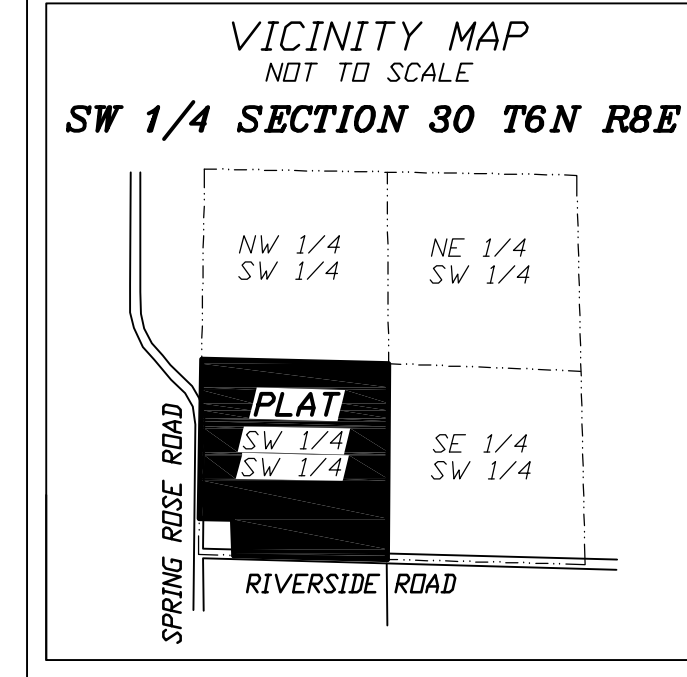 VICINITY MAP
NOT TO SCALE
SW 1/4 SECTION 30 T6N R8E
NW 1/4
SW 1/4
NE 1/4
SW 1/4
PLAT
SW 1/4
SW 1/4
SE 1/4
SW 1/4
SPRING ROSE ROAD
RIVERSIDE ROAD